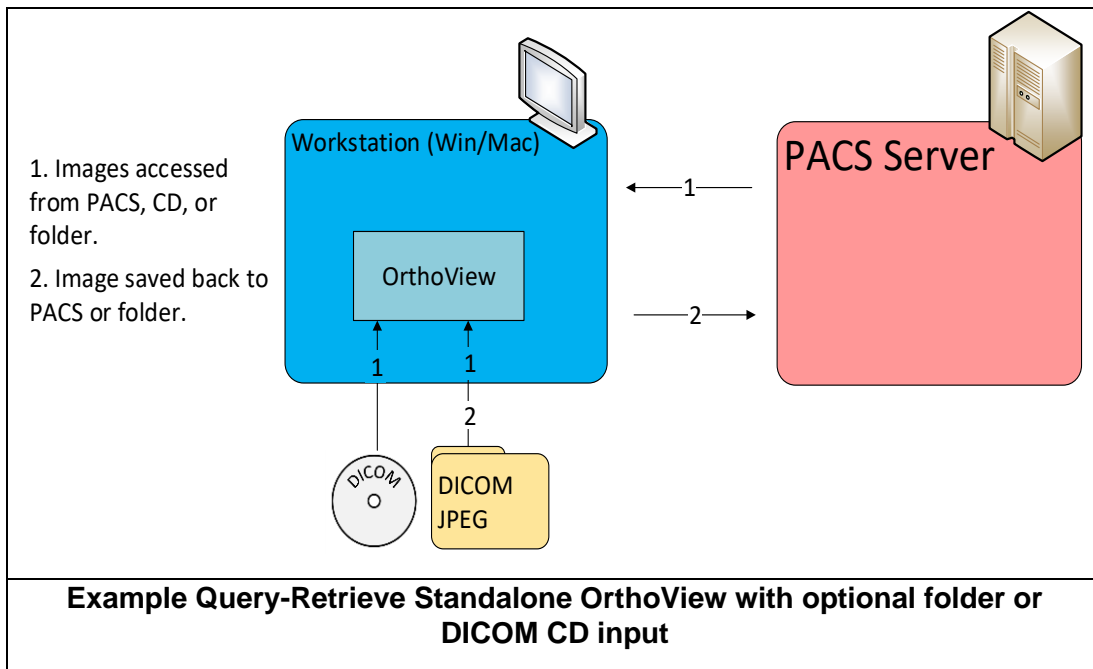 1. Images accessed
from PACS, CD, or
folder.
2. Image saved back to
PACS or folder.
Workstation (Win/Mac)
OrthoView
PACS Server
1
2
1
1
2
DICOM
DICOM
JPEG
Example Query-Retrieve Standalone OrthoView with optional folder or
DICOM CD input